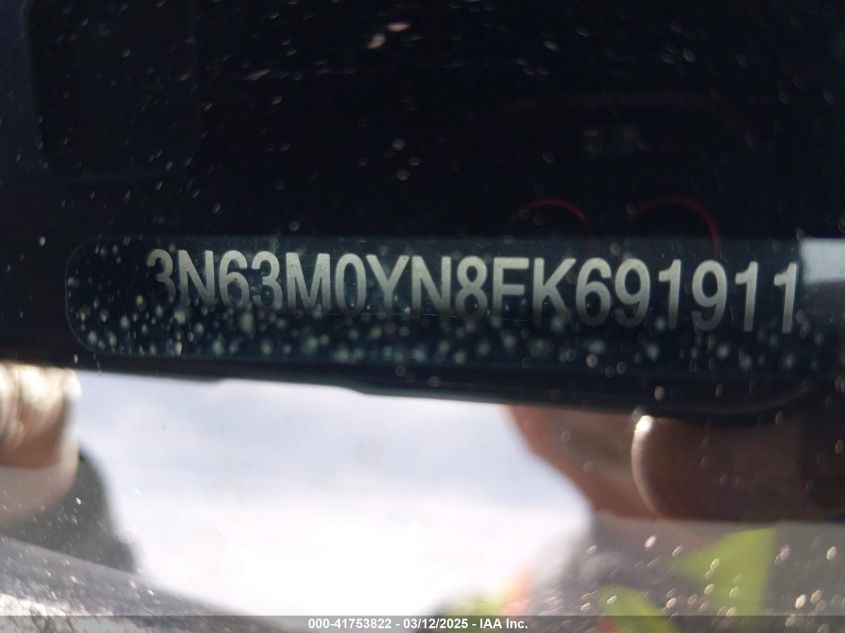 3N63M0YN8FK691911
000-41753822 - 03/12/2025 - IAA Inc.